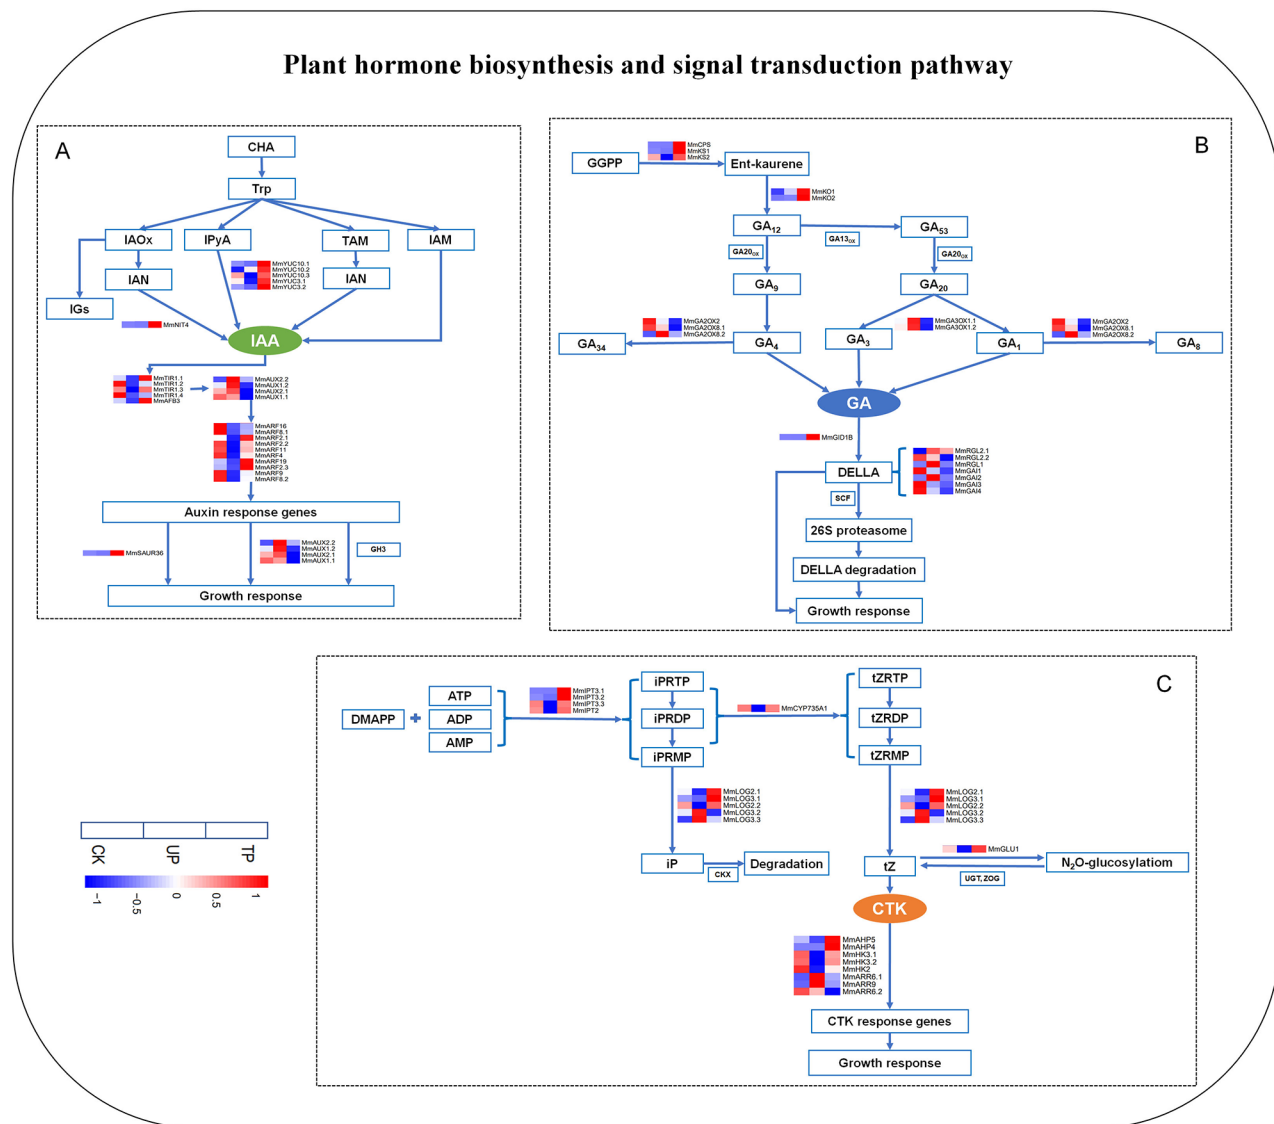 Plant hormone biosynthesis and signal transduction pathway
A
CHA
Trp
IAOx
IPyA
TAM
IAM
MmYUC10.1
MmYUC10.2
MmYUC10.3
MmYUC3.1
MmYUC3.2
IAN
IAN
IGs
MmNIT4
IAA
MmTIR1.1
MmTIR1.2
MmTIR1.3
MmTIR1.4
MmAFB3
MmAUX2.2
MmAUX1.2
MmAUX2.1
MmAUX1.1
MmARF16
MmARF8.1
MmARF2.1
MmARF2.2
MmARF11
MmARF4
MmARF19
MmARF2.3
MmARF9
MmARF8.2
Auxin response genes
MmSAUR36
MmAUX2.2
MmAUX1.2
MmAUX2.1
MmAUX1.1
GH3
Growth response
B
GGPP
MmCPS
MmKS1
MmKS2
Ent-kaurene
MmKO1
MmKO2
GA12
GA13ox
GA53
GA20ox
GA20ox
GA9
GA20
MmGA2OX2
MmGA2OX8.1
MmGA2OX8.2
MmGA3OX1.1
MmGA3OX1.2
MmGA2OX2
MmGA2OX8.1
MmGA2OX8.2
GA34
GA4
GA3
GA1
GA8
GA
MmGID1B
DELLA
MmRGL2.1
MmRGL2.2
MmRGL1
MmGAI1
MmGAI2
MmGAI3
MmGAI4
SCF
26S proteasome
DELLA degradation
Growth response
C
DMAPP
+
ATP
ADP
AMP
MmIPT3.1
MmIPT3.2
MmIPT3.3
MmIPT2
iPRTP
iPRDP
iPRMP
MmCYP735A1
tZRTP
tZRDP
tZRMP
MmLOG2.1
MmLOG3.1
MmLOG2.2
MmLOG3.2
MmLOG3.3
MmLOG2.1
MmLOG3.1
MmLOG2.2
MmLOG3.2
MmLOG3.3
iP
CKX
Degradation
tZ
MmGLU1
UGT, ZOG
N2O-glucosylatiom
CTK
MmAHP5
MmAHP4
MmHK3.1
MmHK3.2
MmHK2
MmARR6.1
MmARR9
MmARR6.2
CTK response genes
Growth response
CK
UP
TP
−1
−0.5
0
0.5
1